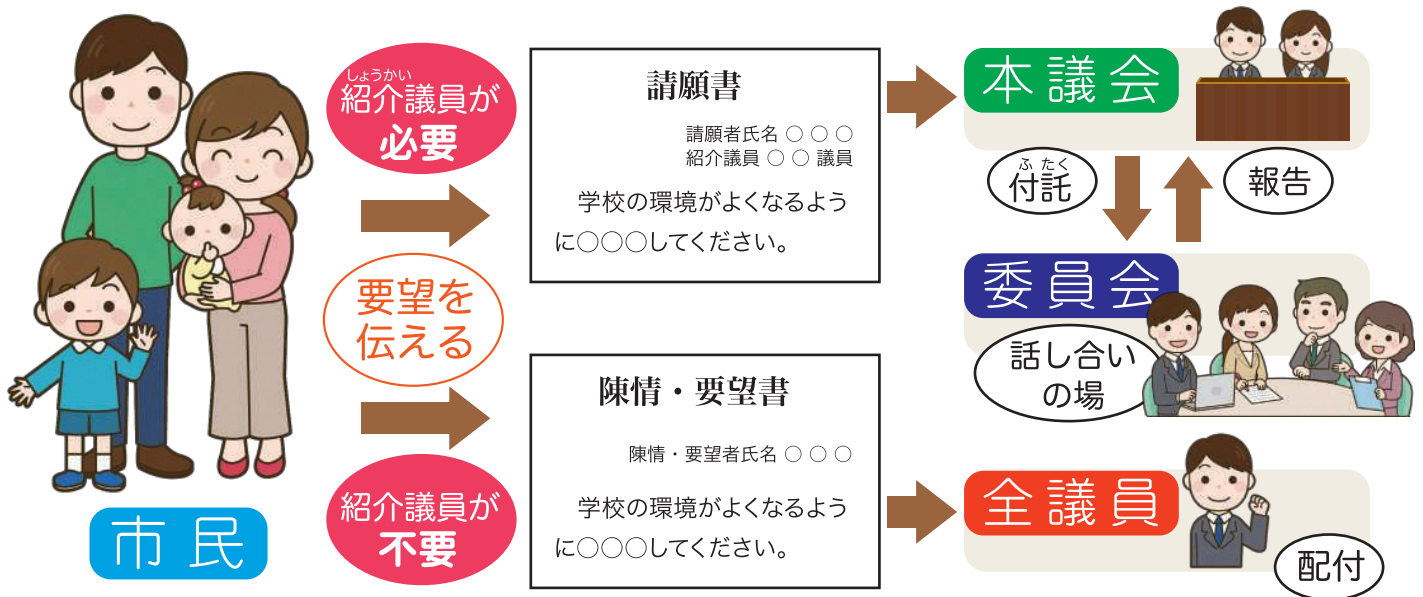 市民
しょうかい
紹介議員が
必要
要望を
伝える
紹介議員が
不要
請願書
請願者氏名 ○ ○ ○
紹介議員 ○ ○ 議員
学校の環境がよくなるよう
に○○○してください。
陳情・要望書
陳情・要望者氏名 ○ ○ ○
学校の環境がよくなるよう
に○○○してください。
本議会
ふたく
付託
報告
委員会
話し合い
の場
全議員
配付